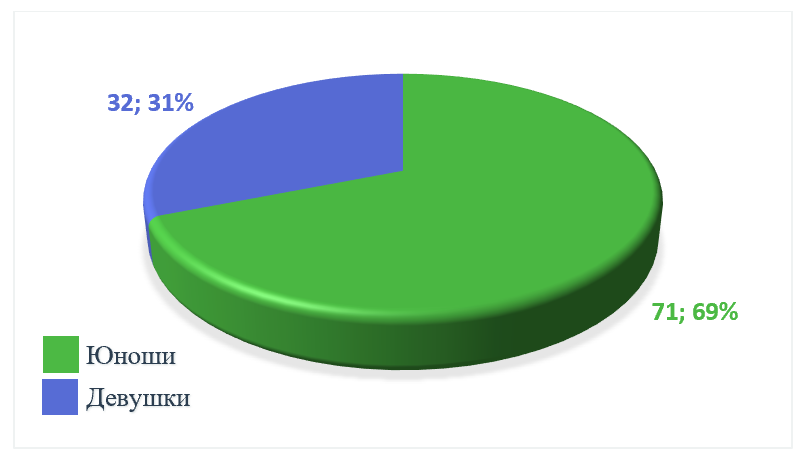 32; 31%
71; 69%
Юноши
Девушки